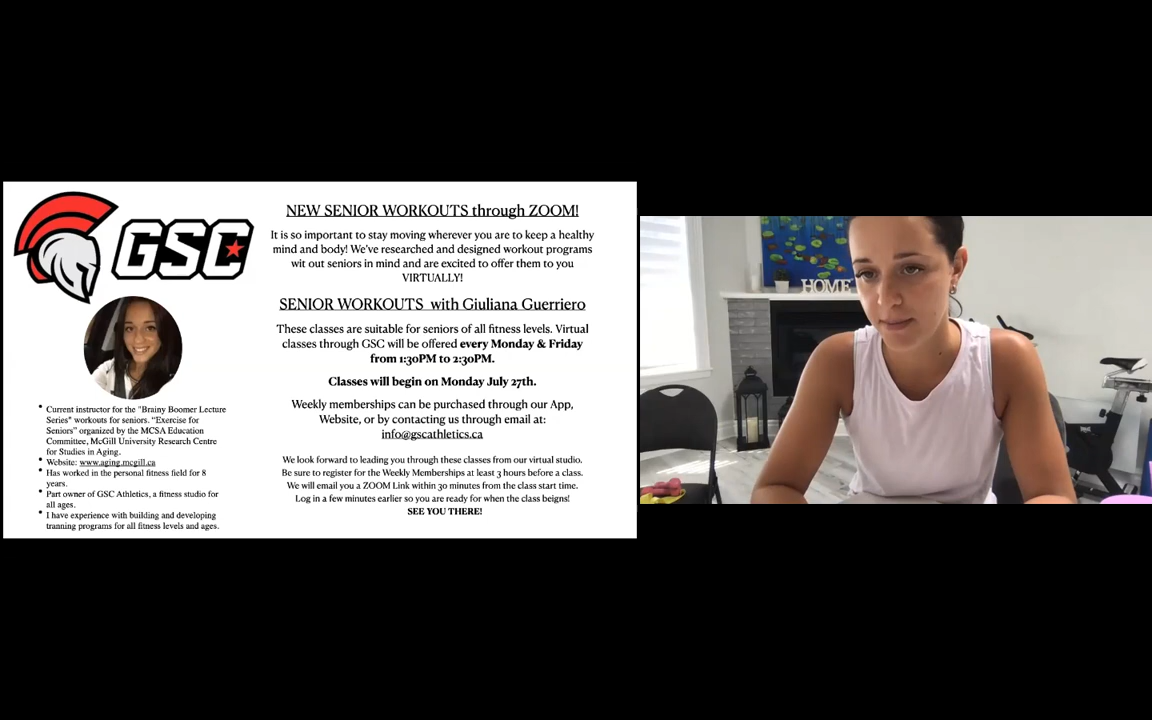 GSC
NEW SENIOR WORKOUTS through ZOOM!
It is so important to stay moving wherever you are to keep a healthy
mind and body! We've researched and designed workout programs
wit out seniors in mind and are excited to offer them to you
VIRTUALLY!
SENIOR WORKOUTS with Giuliana Guerriero
These classes are suitable for seniors of all fitness levels. Virtual
classes through GSC will be offered every Monday & Friday
from 1:30PM to 2:30PM.
Classes will begin on Monday July 27th.
Weekly memberships can be purchased through our App,
Website, or by contacting us through email at:
info@gscathletics.ca
We look forward to leading you through these classes from our virtual studio.
Be sure to register for the Weekly Memberships at least 3 hours before a class.
We will email you a ZOOM Link within 30 minutes from the class start time.
Log in a few minutes earlier so you are ready for when the class begins!
SEE YOU THERE!
• Current instructor for the "Brainy Boomer Lecture
Series" workouts for seniors. “Exercise for
Seniors” organized by the MCSA Education
Committee, McGill University Research Centre
for Studies in Aging.
• Website: www.aging.mcgill.ca
• Has worked in the personal fitness field for 8
years.
• Part owner of GSC Athletics, a fitness studio for
all ages.
• I have experience with building and developing
tranning programs for all fitness levels and ages.
HOME